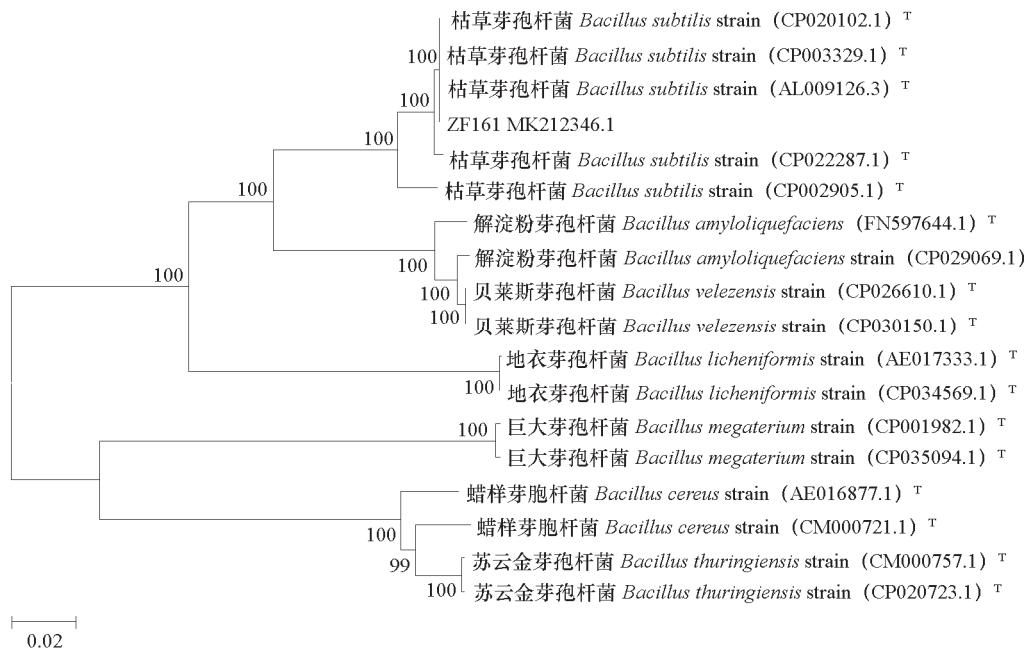 枯草芽孢杆菌 Bacillus subtilis strain（CP020102.1）T
100
枯草芽孢杆菌 Bacillus subtilis strain（CP003329.1）T
枯草芽孢杆菌 Bacillus subtilis strain（AL009126.3）T
100
ZF161 MK212346.1
100
枯草芽孢杆菌 Bacillus subtilis strain（CP022287.1）T
100
枯草芽孢杆菌 Bacillus subtilis strain（CP002905.1）T
解淀粉芽孢杆菌 Bacillus amyloliquefaciens（FN597644.1）T
解淀粉芽孢杆菌 Bacillus amyloliquefaciens strain（CP029069.1）
100
100
100
贝莱斯芽孢杆菌 Bacillus velezensis strain（CP026610.1）T
100
贝莱斯芽孢杆菌 Bacillus velezensis strain（CP030150.1）T
地衣芽孢杆菌 Bacillus licheniformis strain（AE017333.1）T
100
地衣芽孢杆菌 Bacillus licheniformis strain（CP034569.1）T
100
巨大芽孢杆菌 Bacillus megaterium strain（CP001982.1）T
巨大芽孢杆菌 Bacillus megaterium strain（CP035094.1）T
蜡样芽胞杆菌 Bacillus cereus strain（AE016877.1）T
100
蜡样芽胞杆菌 Bacillus cereus strain（CM000721.1）T
99
苏云金芽孢杆菌 Bacillus thuringiensis strain（CM000757.1）T
100
苏云金芽孢杆菌 Bacillus thuringiensis strain（CP020723.1）T
0.02